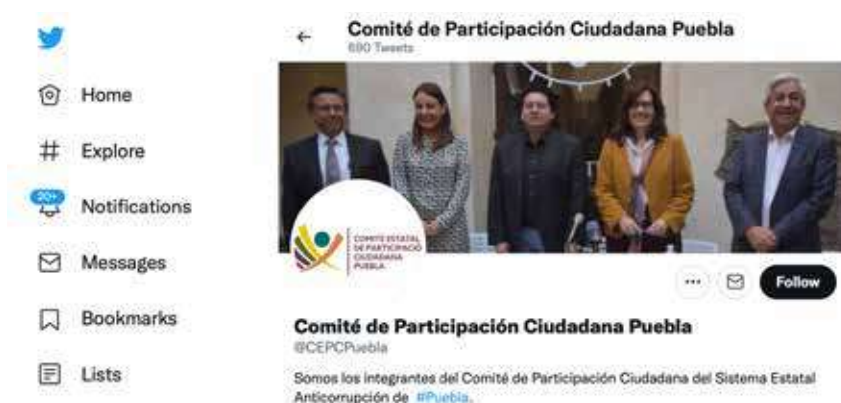 Comité de Participación Ciudadana Puebla
690 Tweets
Home
Explore
20+
Notifications
Messages
Bookmarks
Lists
COMITÉ ESTATAL
DE PARTICIPACIÓ
CIUDADANA
PUEBLA
Follow
Comité de Participación Ciudadana Puebla
@CEPCPuebla
Somos los integrantes del Comité de Participación Ciudadana del Sistema Estatal
Anticorrupción de #Puebla.